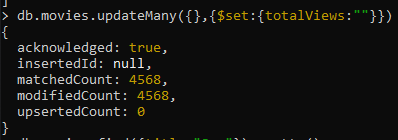 ]
> db.movies.updateMany({},{$set:{totalViews:""}})
{
  acknowledged: true,
  insertedId: null,
  matchedCount: 4568,
  modifiedCount: 4568,
  upsertedCount: 0
}